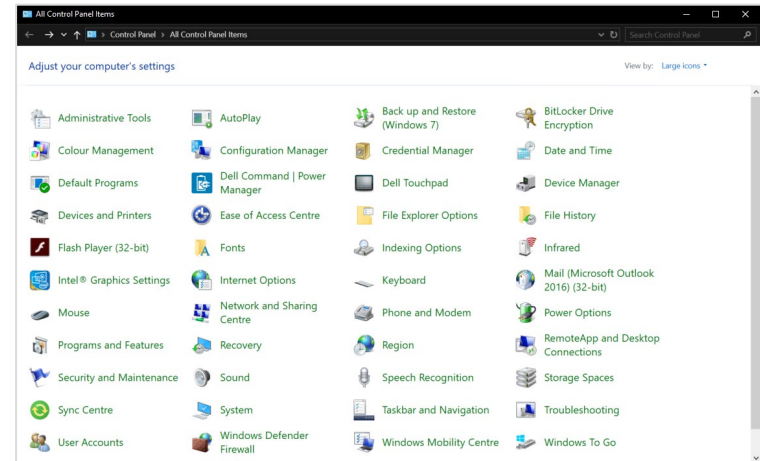 All Control Panel Items
Control Panel > All Control Panel Items
Search Control Panel
Adjust your computer's settings
View by: Large icons
Administrative Tools
AutoPlay
Back up and Restore
(Windows 7)
BitLocker Drive
Encryption
Colour Management
Configuration Manager
Credential Manager
Date and Time
Default Programs
Dell Command | Power
Manager
Dell Touchpad
Device Manager
Devices and Printers
Ease of Access Centre
File Explorer Options
File History
Flash Player (32-bit)
Fonts
Indexing Options
Infrared
Intel® Graphics Settings
Internet Options
Keyboard
Mail (Microsoft Outlook
2016) (32-bit)
Mouse
Network and Sharing
Centre
Phone and Modem
Power Options
Programs and Features
Recovery
Region
RemoteApp and Desktop
Connections
Security and Maintenance
Sound
Speech Recognition
Storage Spaces
Sync Centre
System
Taskbar and Navigation
Troubleshooting
User Accounts
Windows Defender
Firewall
Windows Mobility Centre
Windows To Go